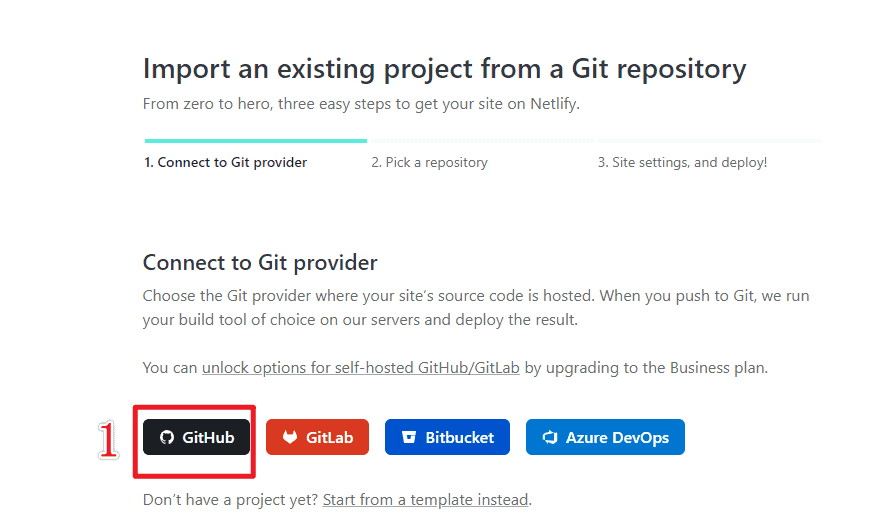 Import an existing project from a Git repository
From zero to hero, three easy steps to get your site on Netlify.
1. Connect to Git provider 2. Pick a repository 3. Site settings, and deploy!
Connect to Git provider
Choose the Git provider where your site’s source code is hosted. When you push to Git, we run
your build tool of choice on our servers and deploy the result.
You can unlock options for self-hosted GitHub/GitLab by upgrading to the Business plan.
1 GitHub GitLab Bitbucket Azure DevOps
Don’t have a project yet? Start from a template instead.